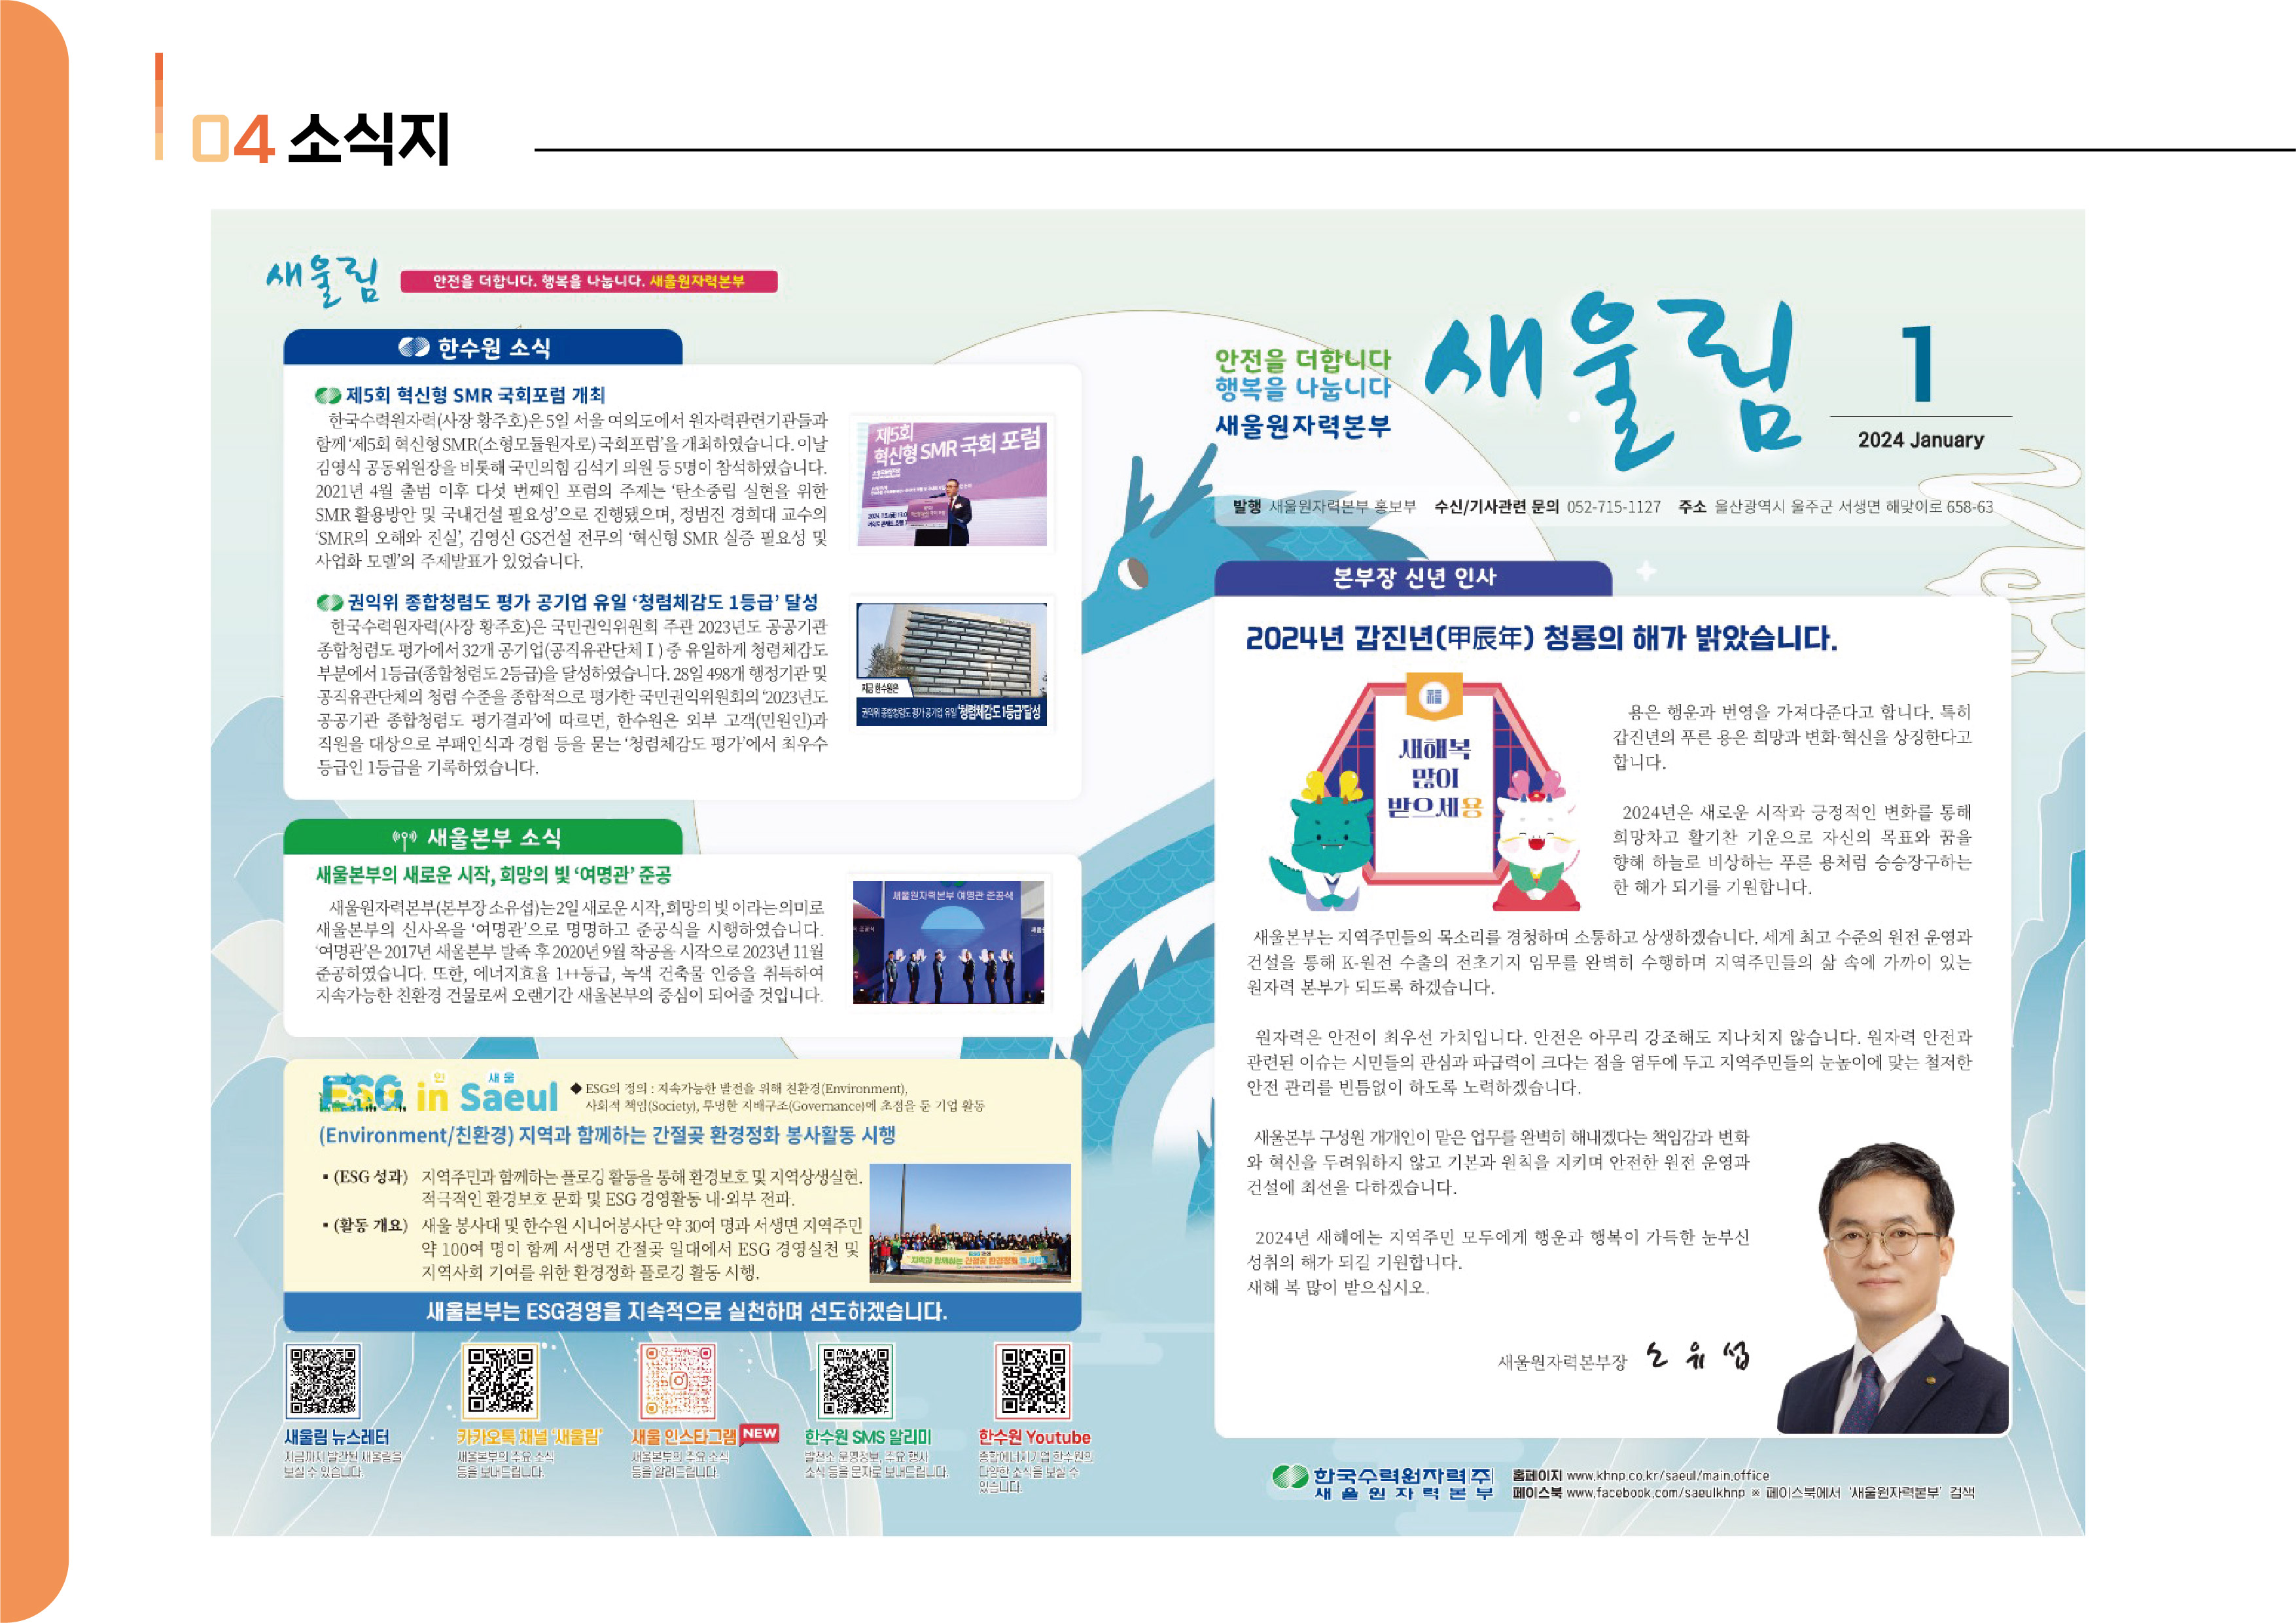 04 소식지
새울림
안전을 더합니다. 행복을 나눕니다. 새울원자력본부
한수원 소식
제5회 혁신형 SMR 국회포럼 개최
한국수력원자력(사장 황주호)은 5일 서울 여의도에서 원자력관련기관들과
함께 ‘제5회 혁신형 SMR(소형모듈원자로) 국회포럼’을 개최하였습니다. 이날
김영식 공동위원장을 비롯해 국민의힘 김석기 의원 등 5명이 참석하였습니다.
2021년 4월 출범 이후 다섯 번째인 포럼의 주제는 ‘탄소중립 실현을 위한
SMR 활용방안 및 국내건설 필요성’으로 진행됐으며, 정범진 경희대 교수의
‘SMR의 오해와 진실’, 김영신 GS건설 전무의 ‘혁신형 SMR 실증 필요성 및
사업화 모델’의 주제발표가 있었습니다.
제5회
혁신형 SMR 국회 포럼
권익위 종합청렴도 평가 공기업 유일 ‘청렴체감도 1등급’ 달성
한국수력원자력(사장 황주호)은 국민권익위원회 주관 2023년도 공공기관
종합청렴도 평가에서 32개 공기업(공직유관단체 I ) 중 유일하게 청렴체감도
부분에서 1등급(종합청렴도 2등급)을 달성하였습니다. 28일 498개 행정기관 및
공직유관단체의 청렴 수준을 종합적으로 평가한 국민권익위원회의 ‘2023년도
공공기관 종합청렴도 평가결과’에 따르면, 한수원은 외부 고객(민원인)과
직원을 대상으로 부패인식과 경험 등을 묻는 ‘청렴체감도 평가’에서 최우수
등급인 1등급을 기록하였습니다.
지금 한수원은
권익위 종합청렴도 평가 공기업 유일 ‘청렴체감도 1등급’ 달성
새울본부 소식
새울본부의 새로운 시작, 희망의 빛 ‘여명관’ 준공
새울원자력본부(본부장 소유섭)는 2일 새로운 시작, 희망의 빛 이라는 의미로
새울본부의 신사옥을 ‘여명관’으로 명명하고 준공식을 시행하였습니다.
‘여명관’은 2017년 새울본부 발족 후 2020년 9월 착공을 시작으로 2023년 11월
준공하였습니다. 또한, 에너지효율 1++등급, 녹색 건축물 인증을 취득하여
지속가능한 친환경 건물로써 오랜기간 새울본부의 중심이 되어줄 것입니다.
새울원자력본부 여명관 준공식
인 새울
ESG in Saeul
◆ ESG의 정의 : 지속가능한 발전을 위해 친환경(Environment),
사회적 책임(Society), 투명한 지배구조(Governance)에 초점을 둔 기업 활동
(Environment/친환경) 지역과 함께하는 간절곶 환경정화 봉사활동 시행
▪ (ESG 성과) 지역주민과 함께하는 플로깅 활동을 통해 환경보호 및 지역상생실현.
적극적인 환경보호 문화 및 ESG 경영활동 내·외부 전파.
▪ (활동 개요) 새울 봉사대 및 한수원 시니어봉사단 약 30여 명과 서생면 지역주민
약 100여 명이 함께 서생면 간절곶 일대에서 ESG 경영실천 및
지역사회 기여를 위한 환경정화 플로깅 활동 시행.
지역과 함께하는 간절곶 환경정화 봉사활동
새울본부는 ESG경영을 지속적으로 실천하며 선도하겠습니다.
새울림 뉴스레터
지금까지 발간된 새울림을
보실 수 있습니다.
카카오톡 채널 ‘새울림’
새울본부의 주요 소식
등을 보내드립니다.
새울 인스타그램 NEW
새울본부의 주요 소식
등을 알려드립니다.
한수원 SMS 알리미
발전소 운영정보, 주요 행사
소식 등을 문자로 보내드립니다.
한수원 Youtube
종합에너지기업 한수원의
다양한 소식을 보실 수
있습니다.
안전을 더합니다
행복을 나눕니다
새울원자력본부
새울림
1
2024 January
발행 새울원자력본부 홍보부 수신/기사관련 문의 052-715-1127 주소 울산광역시 울주군 서생면 해맞이로 658-63
본부장 신년 인사
2024년 갑진년(甲辰年) 청룡의 해가 밝았습니다.
새해복
많이
받으세용
용은 행운과 번영을 가져다준다고 합니다. 특히
갑진년의 푸른 용은 희망과 변화·혁신을 상징한다고
합니다.
2024년은 새로운 시작과 긍정적인 변화를 통해
희망차고 활기찬 기운으로 자신의 목표와 꿈을
향해 하늘로 비상하는 푸른 용처럼 승승장구하는
한 해가 되기를 기원합니다.
새울본부는 지역주민들의 목소리를 경청하며 소통하고 상생하겠습니다. 세계 최고 수준의 원전 운영과
건설을 통해 K-원전 수출의 전초기지 임무를 완벽히 수행하며 지역주민들의 삶 속에 가까이 있는
원자력 본부가 되도록 하겠습니다.
원자력은 안전이 최우선 가치입니다. 안전은 아무리 강조해도 지나치지 않습니다. 원자력 안전과
관련된 이슈는 시민들의 관심과 파급력이 크다는 점을 염두에 두고 지역주민들의 눈높이에 맞는 철저한
안전 관리를 빈틈없이 하도록 노력하겠습니다.
새울본부 구성원 개개인이 맡은 업무를 완벽히 해내겠다는 책임감과 변화
와 혁신을 두려워하지 않고 기본과 원칙을 지키며 안전한 원전 운영과
건설에 최선을 다하겠습니다.
2024년 새해에는 지역주민 모두에게 행운과 행복이 가득한 눈부신
성취의 해가 되길 기원합니다.
새해 복 많이 받으십시오.
새울원자력본부장 소유섭
한국수력원자력㈜
새울원자력본부
홈페이지 www.khnp.co.kr/saeul/main.office
페이스북 www.facebook.com/saeulkhnp ※ 페이스북에서 ‘새울원자력본부’ 검색